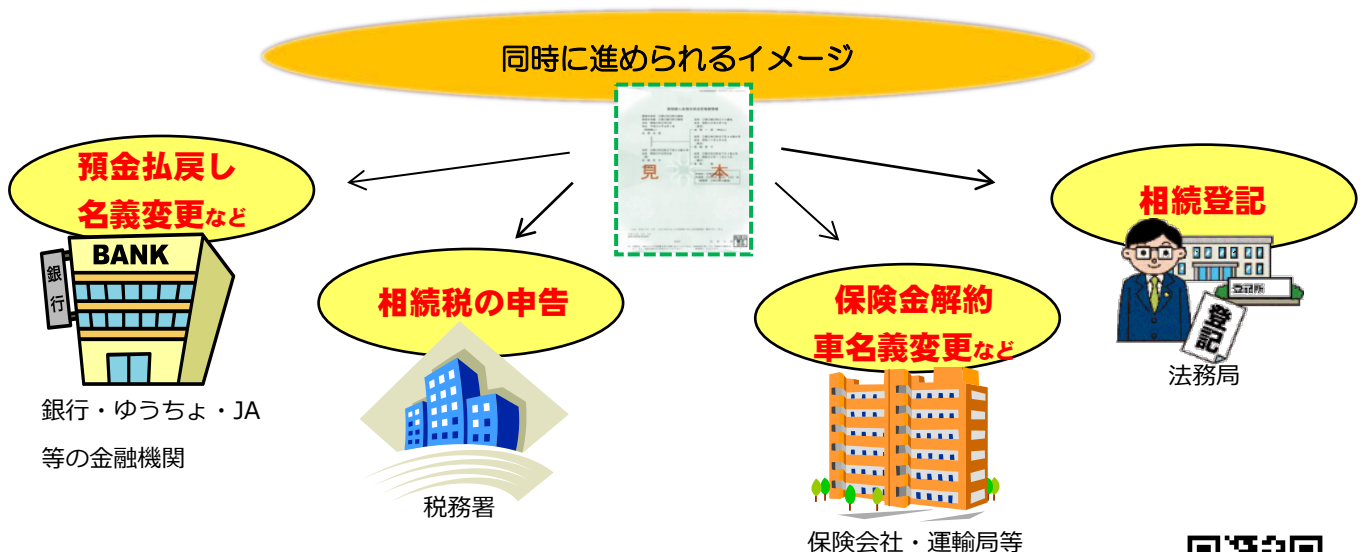 同時に進められるイメージ
見 本
預金払戻し
名義変更など
BANK
銀行
銀行・ゆうちょ・JA
等の金融機関
相続税の申告
税務署
保険金解約
車名義変更など
保険会社・運輸局等
相続登記
登記所
登記
法務局